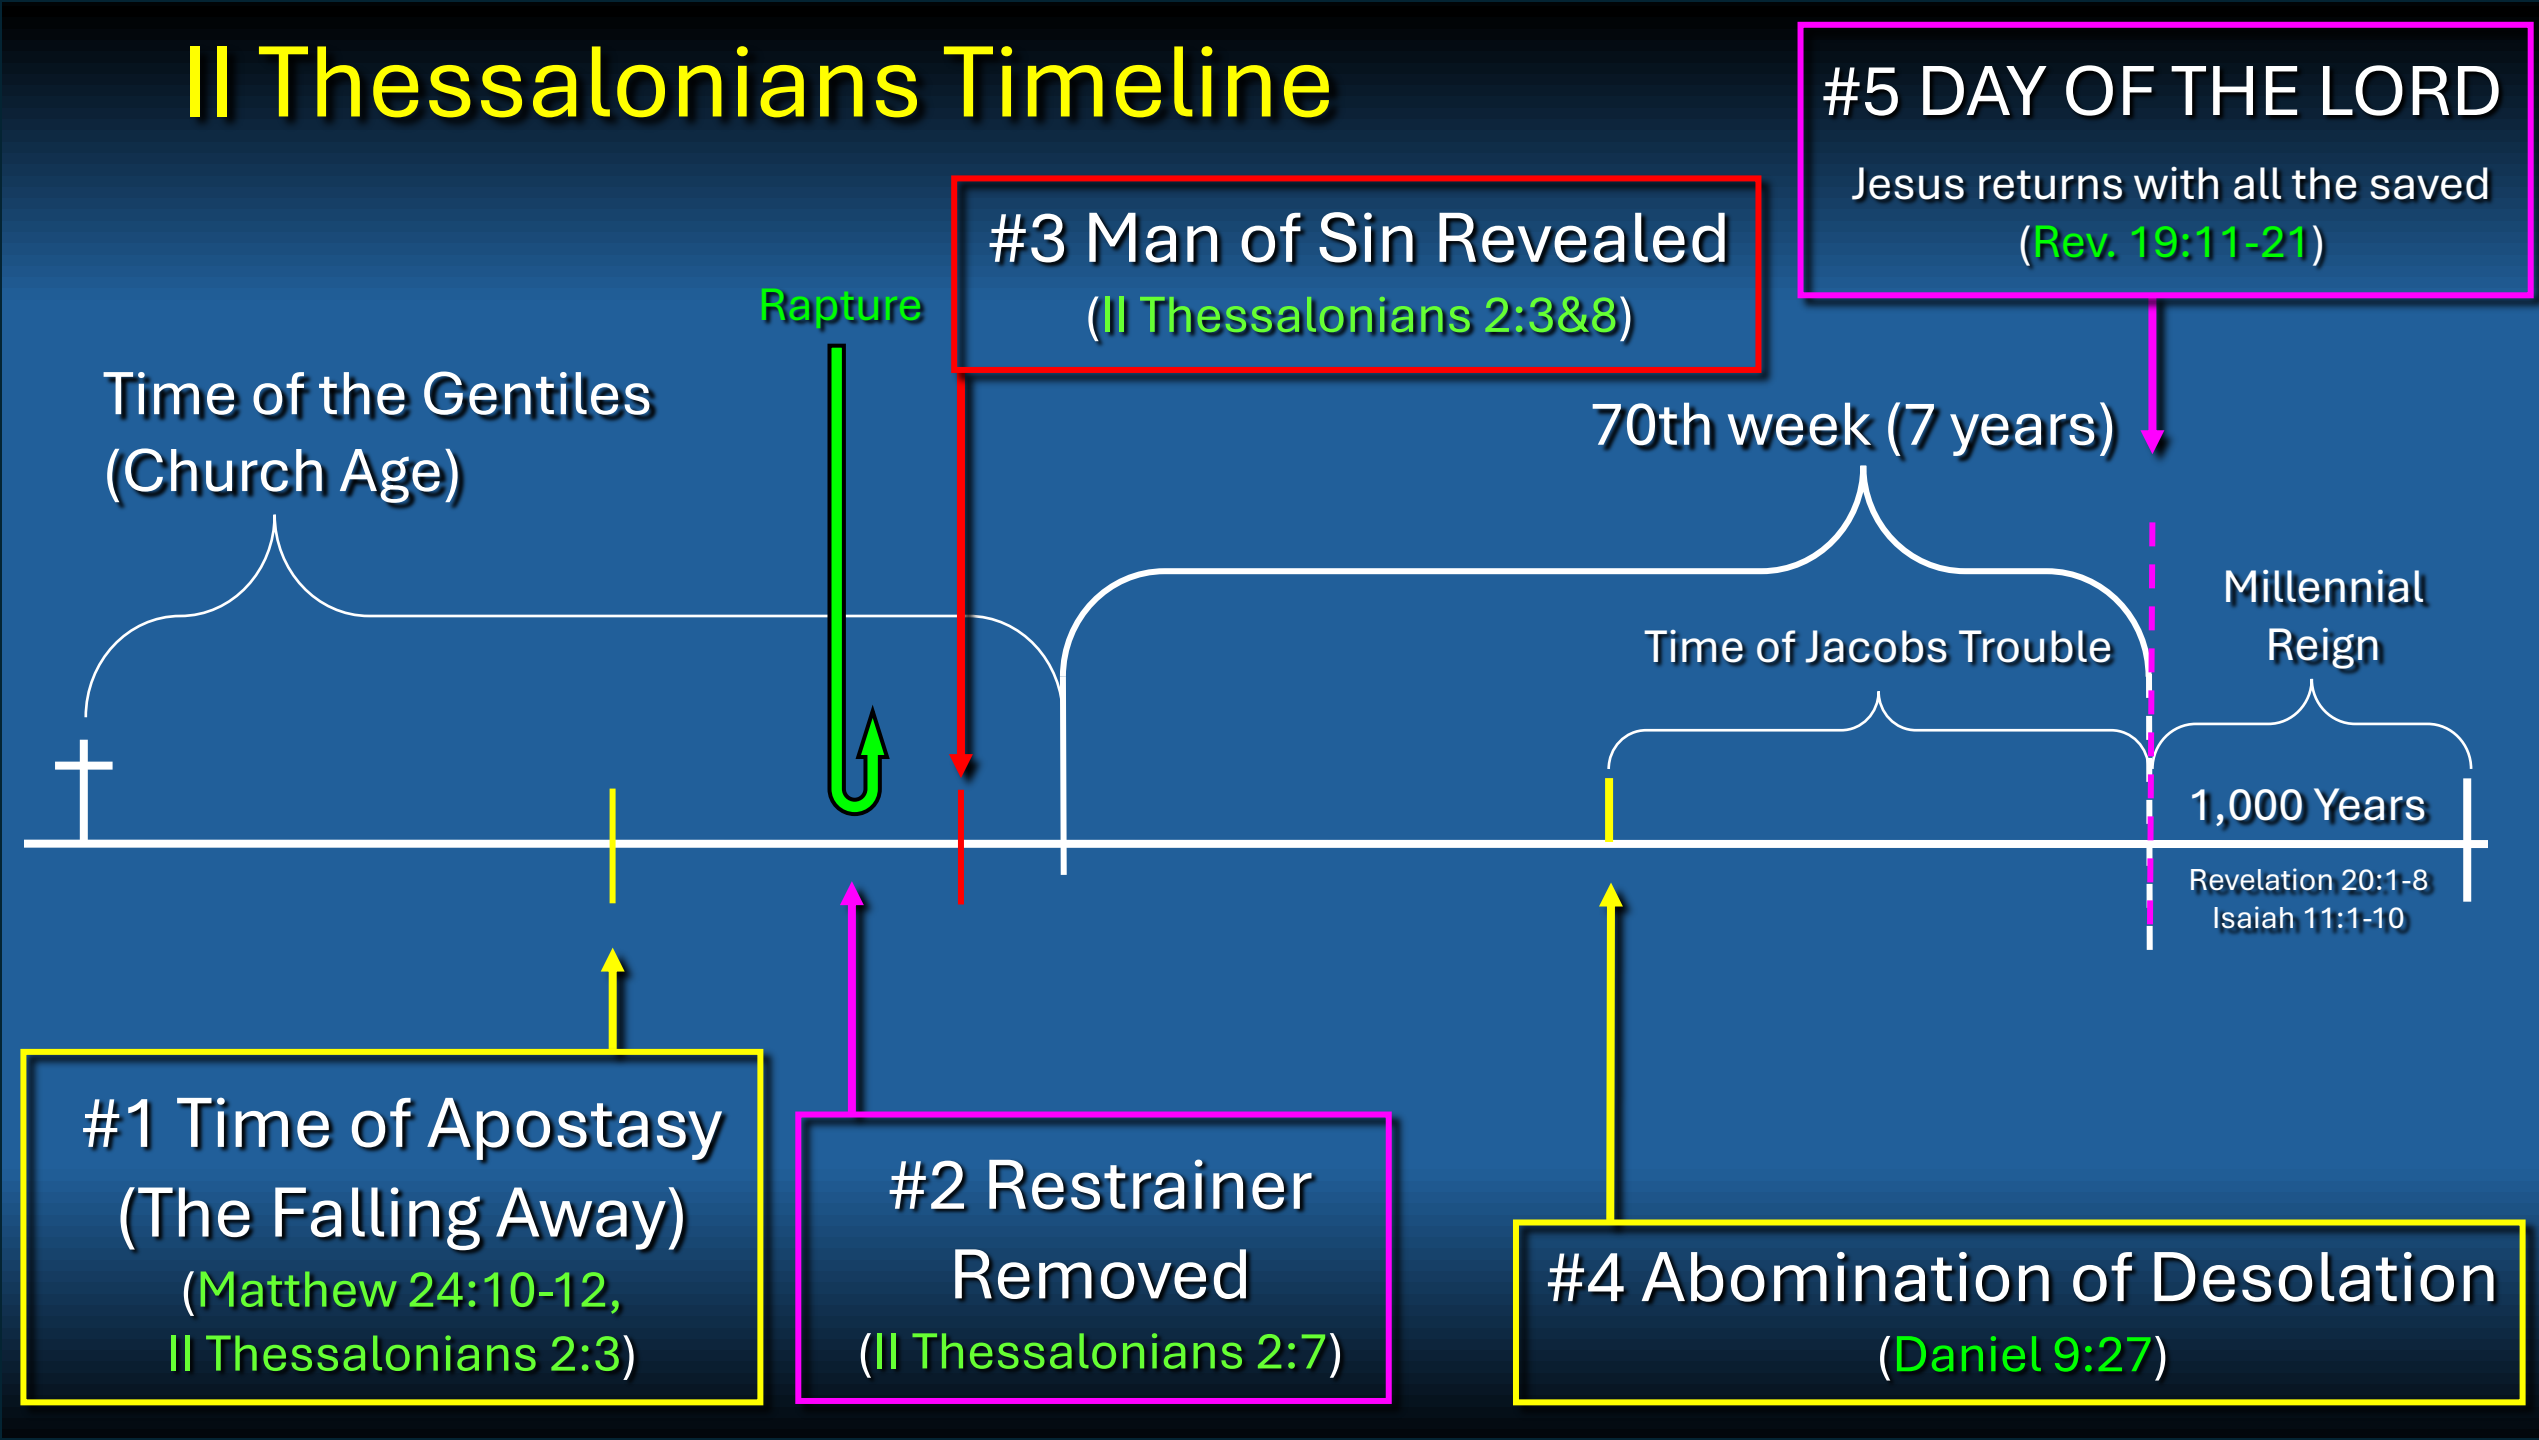 II Thessalonians Timeline
#5 DAY OF THE LORD
Jesus returns with all the saved
(Rev. 19:11-21)
#3 Man of Sin Revealed
(II Thessalonians 2:3&8)
Rapture
Time of the Gentiles
(Church Age)
70th week (7 years)
Time of Jacobs Trouble
Millennial
Reign
1,000 Years
Revelation 20:1-8
Isaiah 11:1-10
#1 Time of Apostasy
(The Falling Away)
(Matthew 24:10-12,
II Thessalonians 2:3)
#2 Restrainer
Removed
(II Thessalonians 2:7)
#4 Abomination of Desolation
(Daniel 9:27)